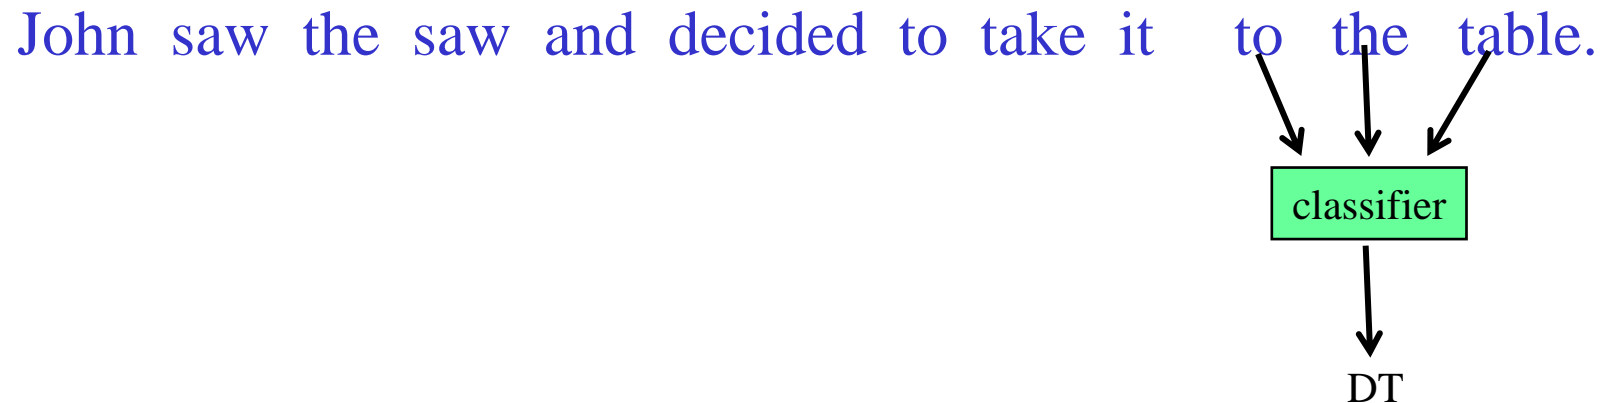 John saw the saw and decided to take it to the table.
classifier
DT